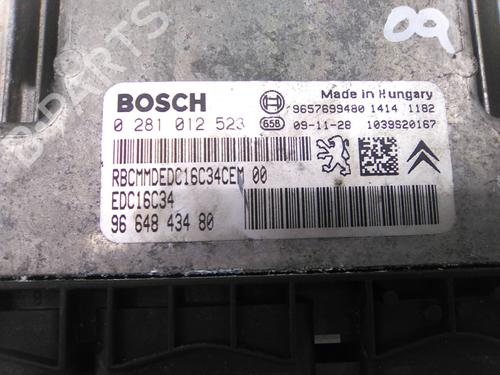 09
BOSCH
Made in Hungary
9657699480 1414 1182
0 281 012 523 65B 09-11-28 1039S20167
RBCMMDEDC16C34CEM 00
EDC16C34
96 648 434 80